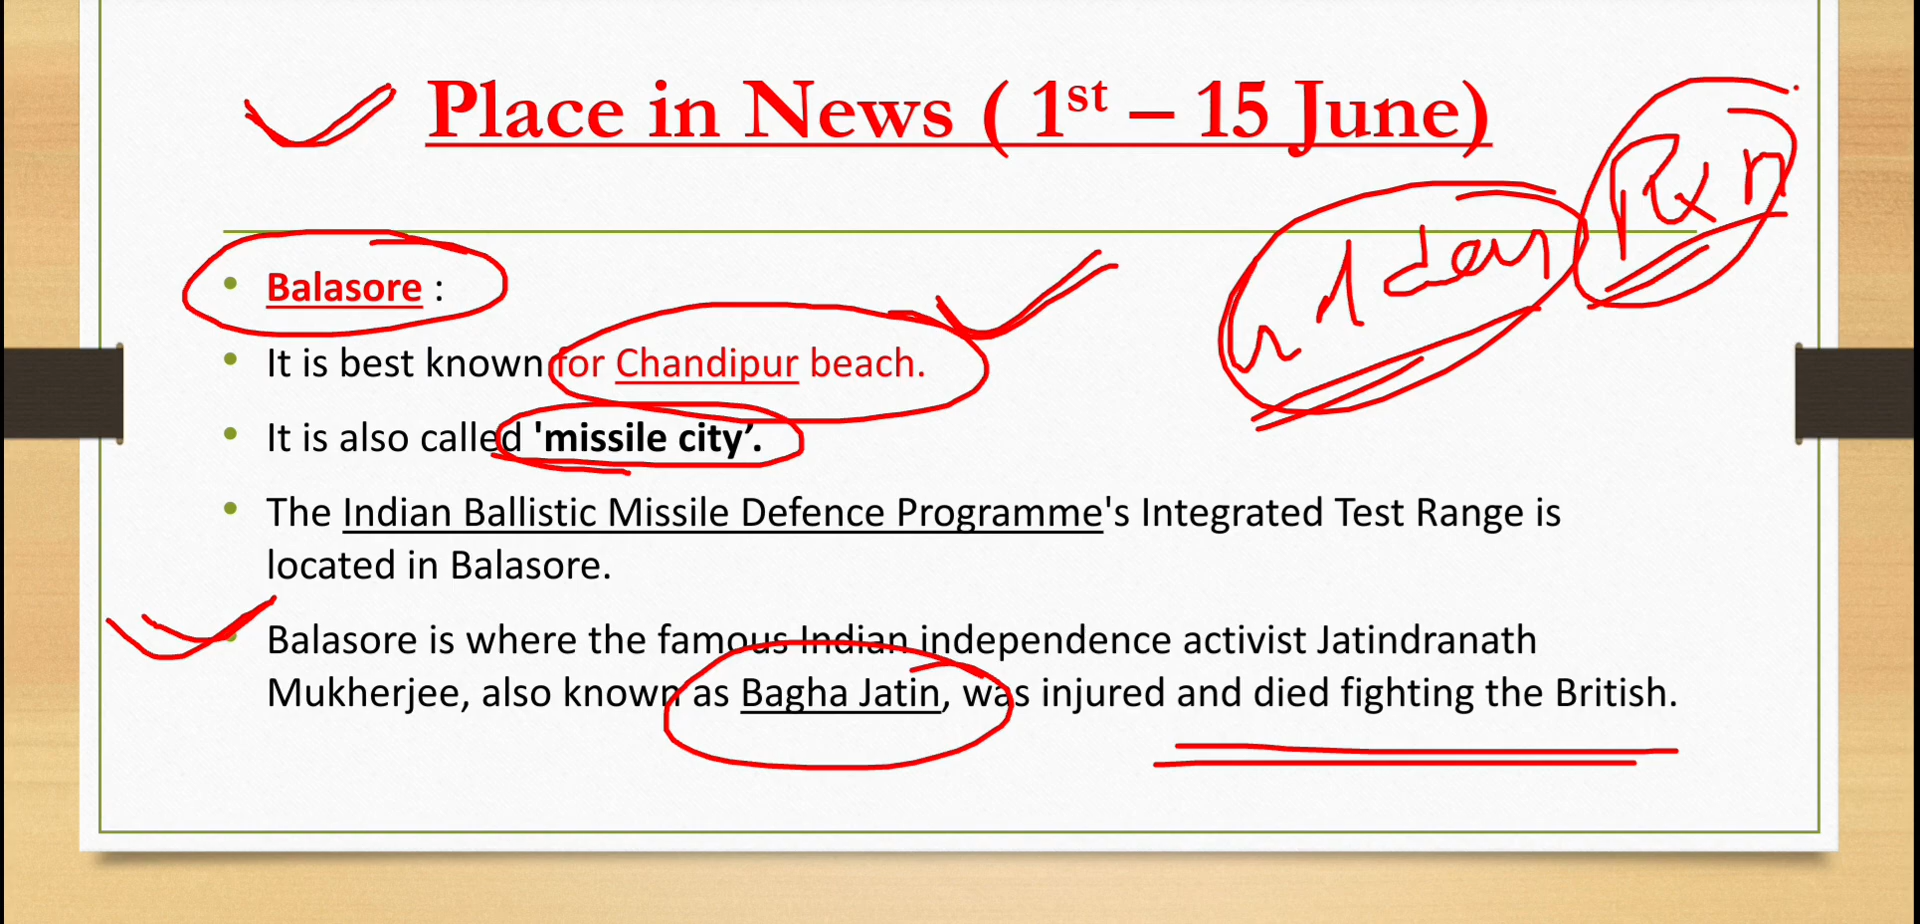 Place in News ( 1st – 15 June)
• Balasore :
• It is best known for Chandipur beach.
• It is also called 'missile city’.
• The Indian Ballistic Missile Defence Programme's Integrated Test Range is
located in Balasore.
• Balasore is where the famous Indian independence activist Jatindranath
Mukherjee, also known as Bagha Jatin, was injured and died fighting the British.